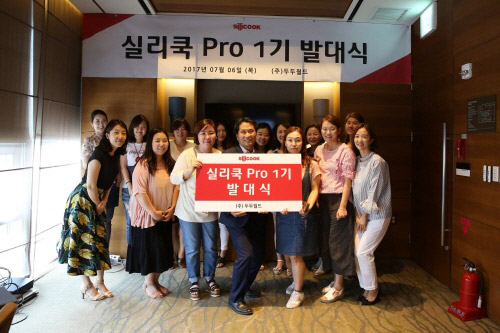 SILICOOK
실리쿡 Pro 1기 발대식
2017년 07월 06일 (목) (주)두두월드
SILICOOK
실리쿡 Pro 1기
발 대 식
(주) 두두월드